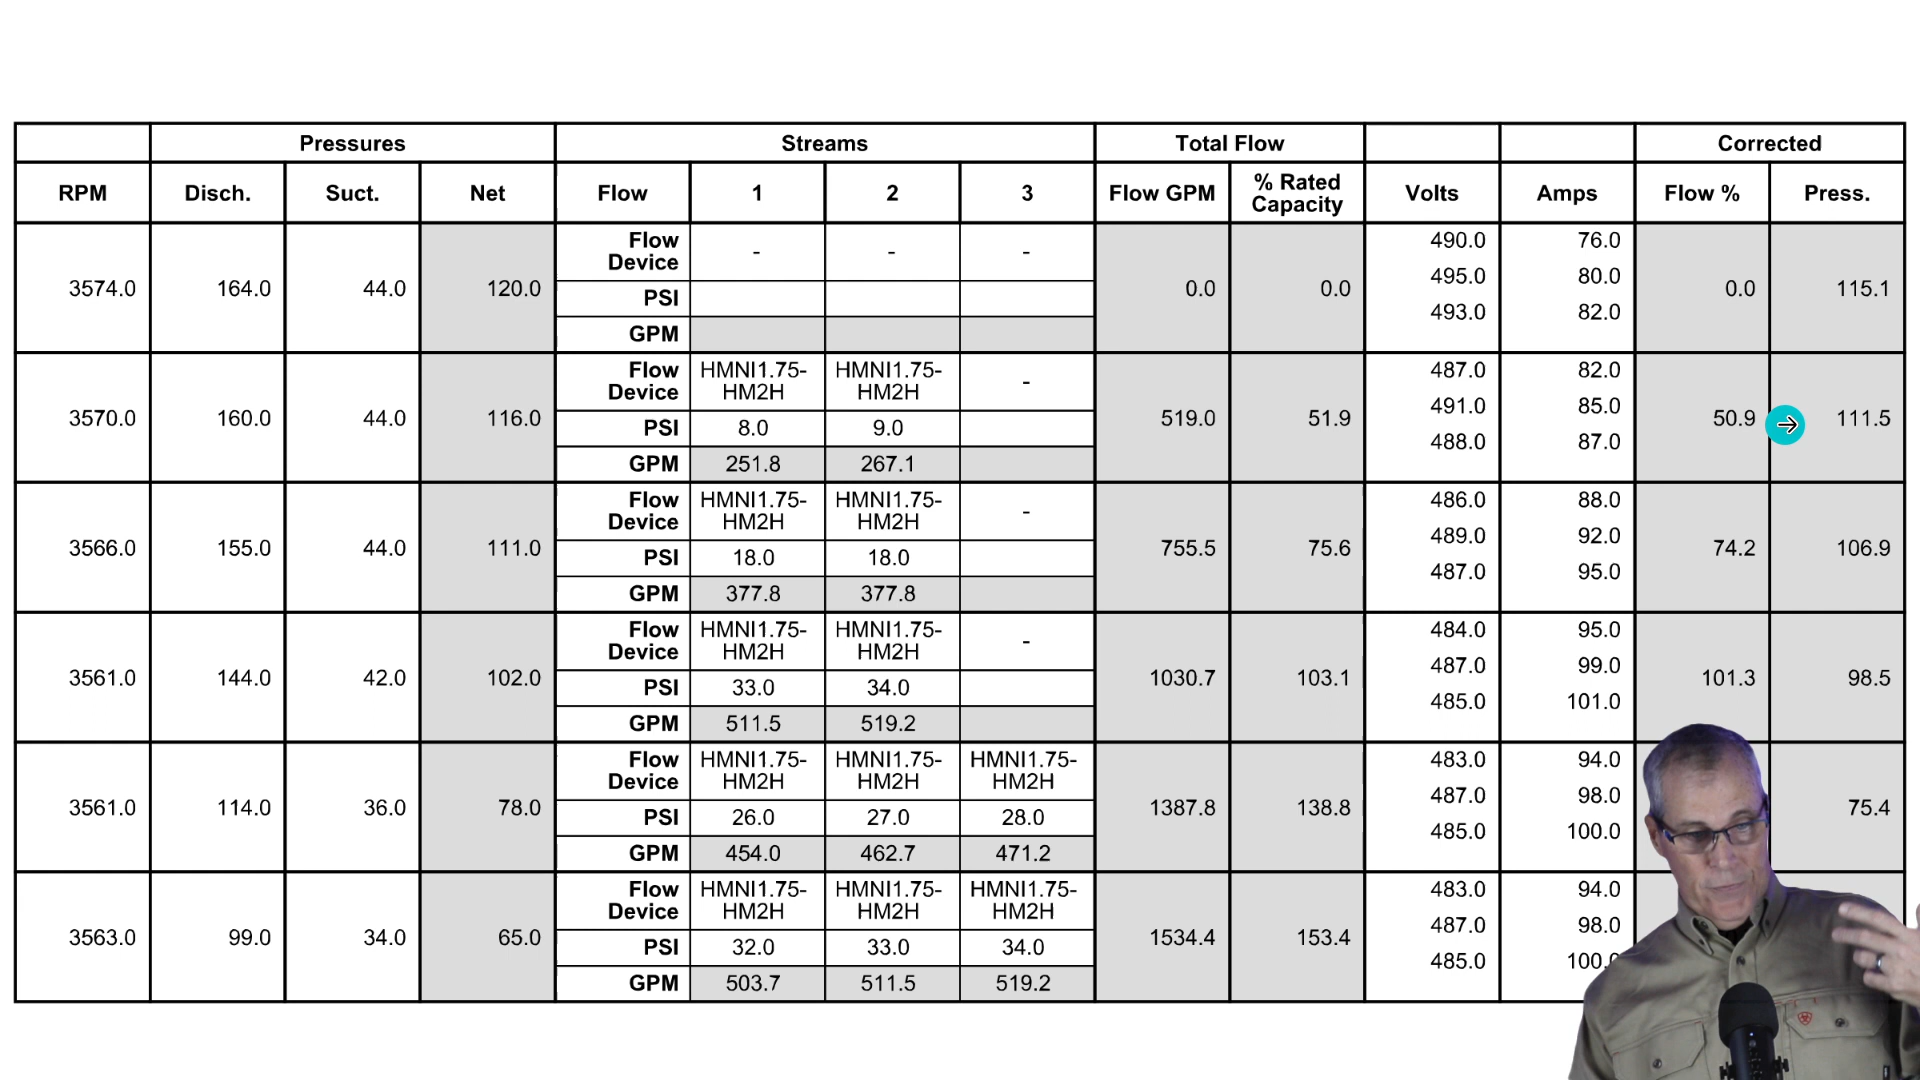 Pressures Streams Total Flow Corrected
RPM Disch. Suct. Net Flow 1 2 3 Flow GPM % Rated Capacity Volts Amps Flow % Press.
3574.0 164.0 44.0 120.0 Flow Device - - - 0.0 0.0 490.0 76.0 0.0 115.1
495.0 80.0
PSI 493.0 82.0
GPM
3570.0 160.0 44.0 116.0 Flow Device HMNI1.75-HM2H HMNI1.75-HM2H - 519.0 51.9 487.0 82.0 50.9 → 111.5
491.0 85.0
PSI 8.0 9.0 488.0 87.0
GPM 251.8 267.1
3566.0 155.0 44.0 111.0 Flow Device HMNI1.75-HM2H HMNI1.75-HM2H - 755.5 75.6 486.0 88.0 74.2 106.9
489.0 92.0
PSI 18.0 18.0 487.0 95.0
GPM 377.8 377.8
3561.0 144.0 42.0 102.0 Flow Device HMNI1.75-HM2H HMNI1.75-HM2H - 1030.7 103.1 484.0 95.0 101.3 98.5
487.0 99.0
PSI 33.0 34.0 485.0 101.0
GPM 511.5 519.2
3561.0 114.0 36.0 78.0 Flow Device HMNI1.75-HM2H HMNI1.75-HM2H HMNI1.75-HM2H 1387.8 138.8 483.0 94.0 75.4
487.0 98.0
PSI 26.0 27.0 28.0 485.0 100.0
GPM 454.0 462.7 471.2
3563.0 99.0 34.0 65.0 Flow Device HMNI1.75-HM2H HMNI1.75-HM2H HMNI1.75-HM2H 1534.4 153.4 483.0 94.0
487.0 98.0
PSI 32.0 33.0 34.0 485.0
GPM 503.7 511.5 519.2